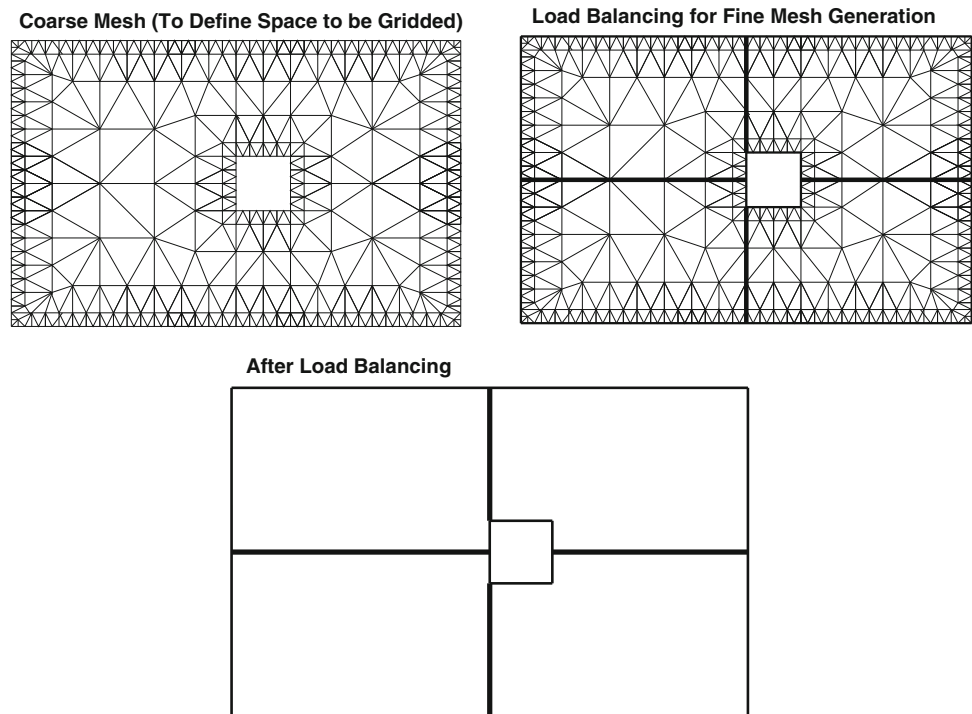 Coarse Mesh (To Define Space to be Gridded)
Load Balancing for Fine Mesh Generation
After Load Balancing